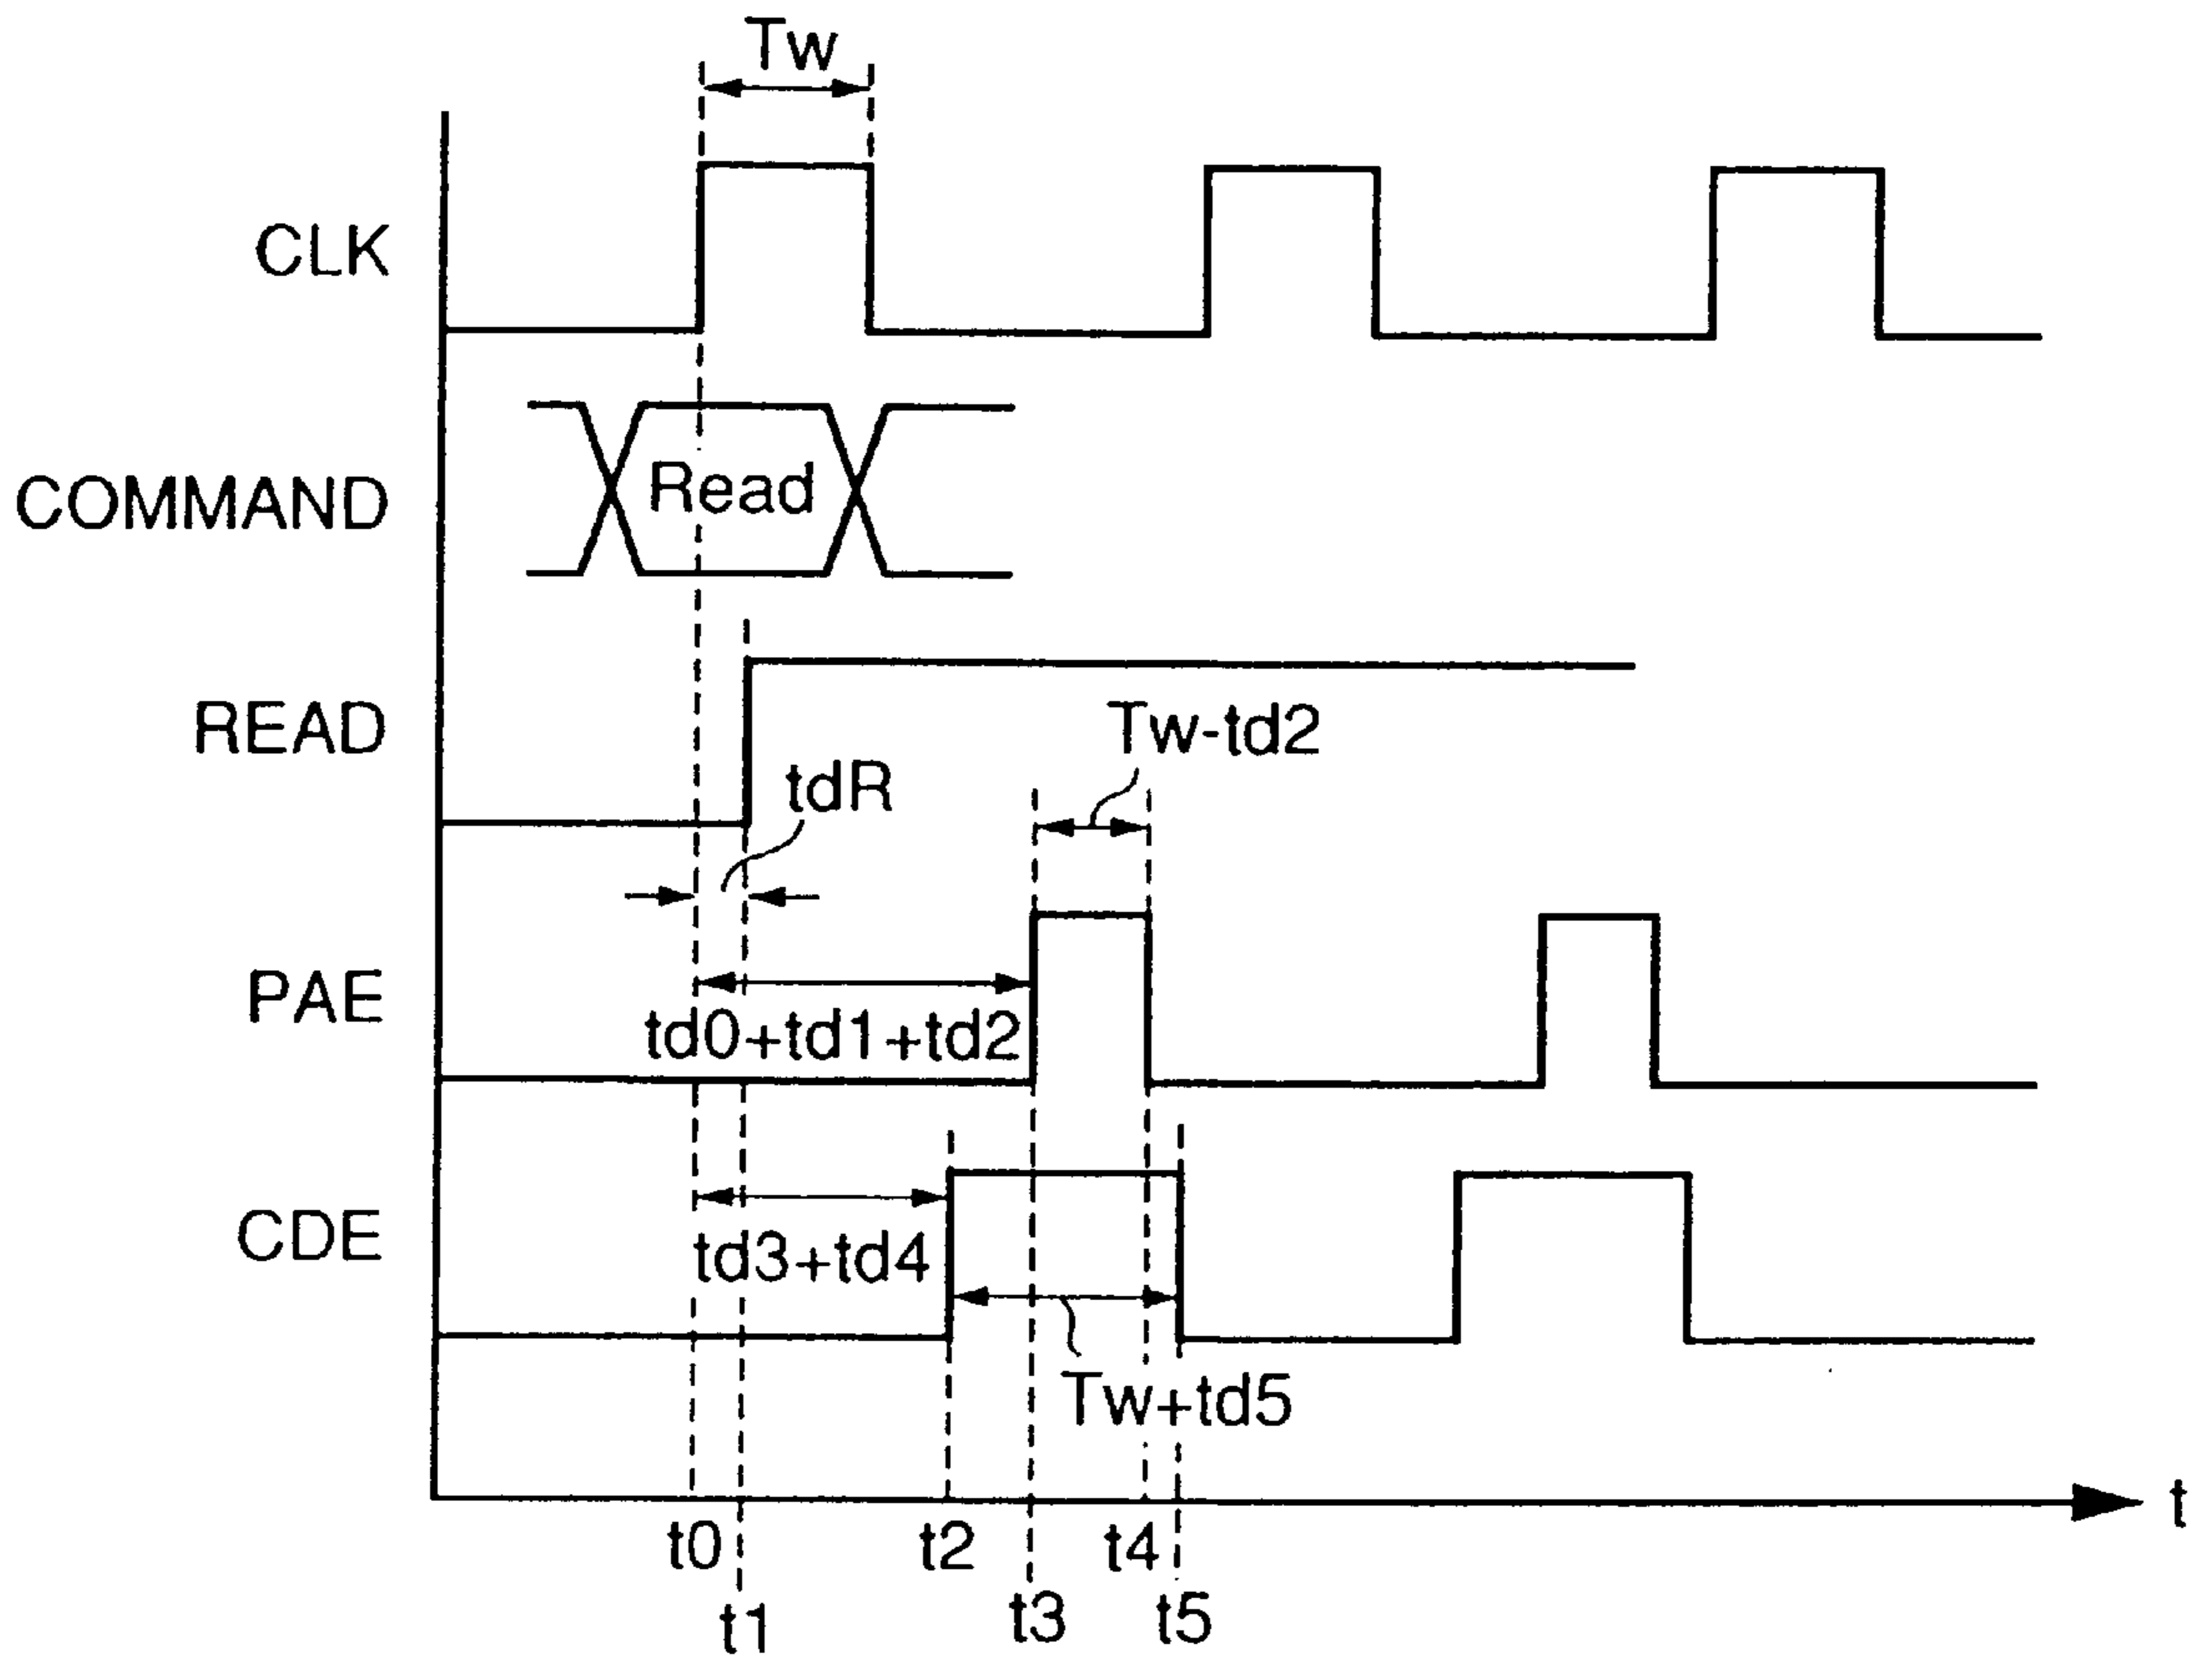 Tw
CLK
COMMAND
Read
READ
Tw-td2
tdR
PAE
td0+td1+td2
CDE
td3+td4
Tw+td5
t
t0
t2
t4
t1
t3
t5